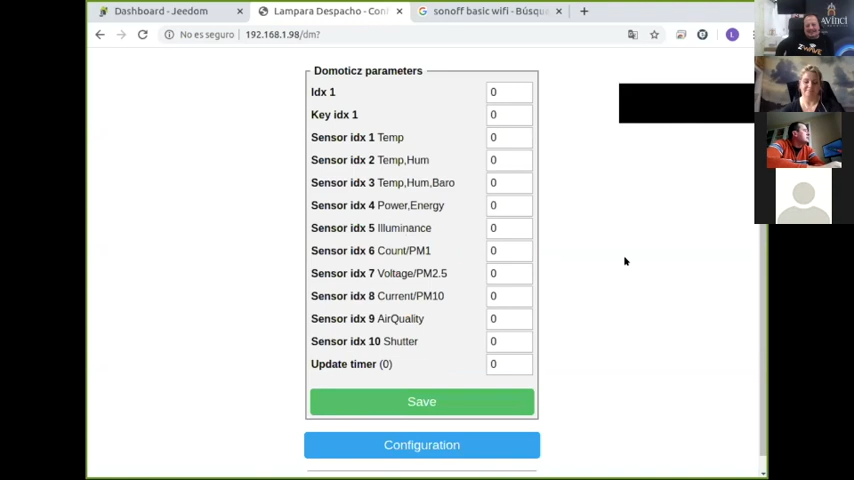 Dashboard - Jeedom
Lampara Despacho - Conf
sonoff basic wifi - Búsqu
No es seguro
192.168.1.98/dm?
L
Domoticz parameters
Idx 1
0
Key idx 1
0
Sensor idx 1 Temp
0
Sensor idx 2 Temp,Hum
0
Sensor idx 3 Temp,Hum,Baro
0
Sensor idx 4 Power,Energy
0
Sensor idx 5 Illuminance
0
Sensor idx 6 Count/PM1
0
Sensor idx 7 Voltage/PM2.5
0
Sensor idx 8 Current/PM10
0
Sensor idx 9 AirQuality
0
Sensor idx 10 Shutter
0
Update timer (0)
0
Save
Configuration